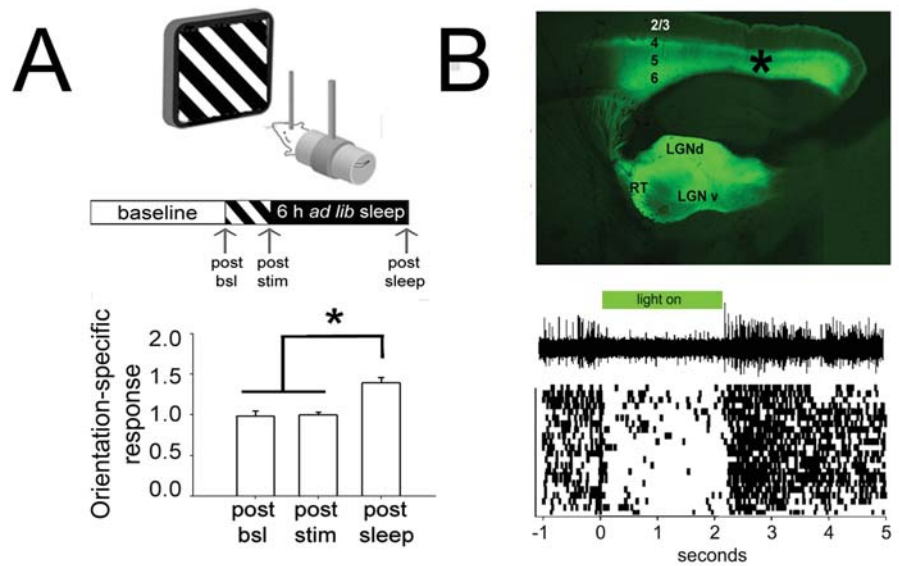 A
baseline
6 h ad lib sleep
post
bsl
post
stim
post
sleep
Orientation-specific
response
2.0
1.5
1.0
0.5
0.0
*
post
bsl
post
stim
post
sleep
B
2/3
4
5
6
*
LGNd
RT
LGN v
light on
-1 0 1 2 3 4 5
seconds